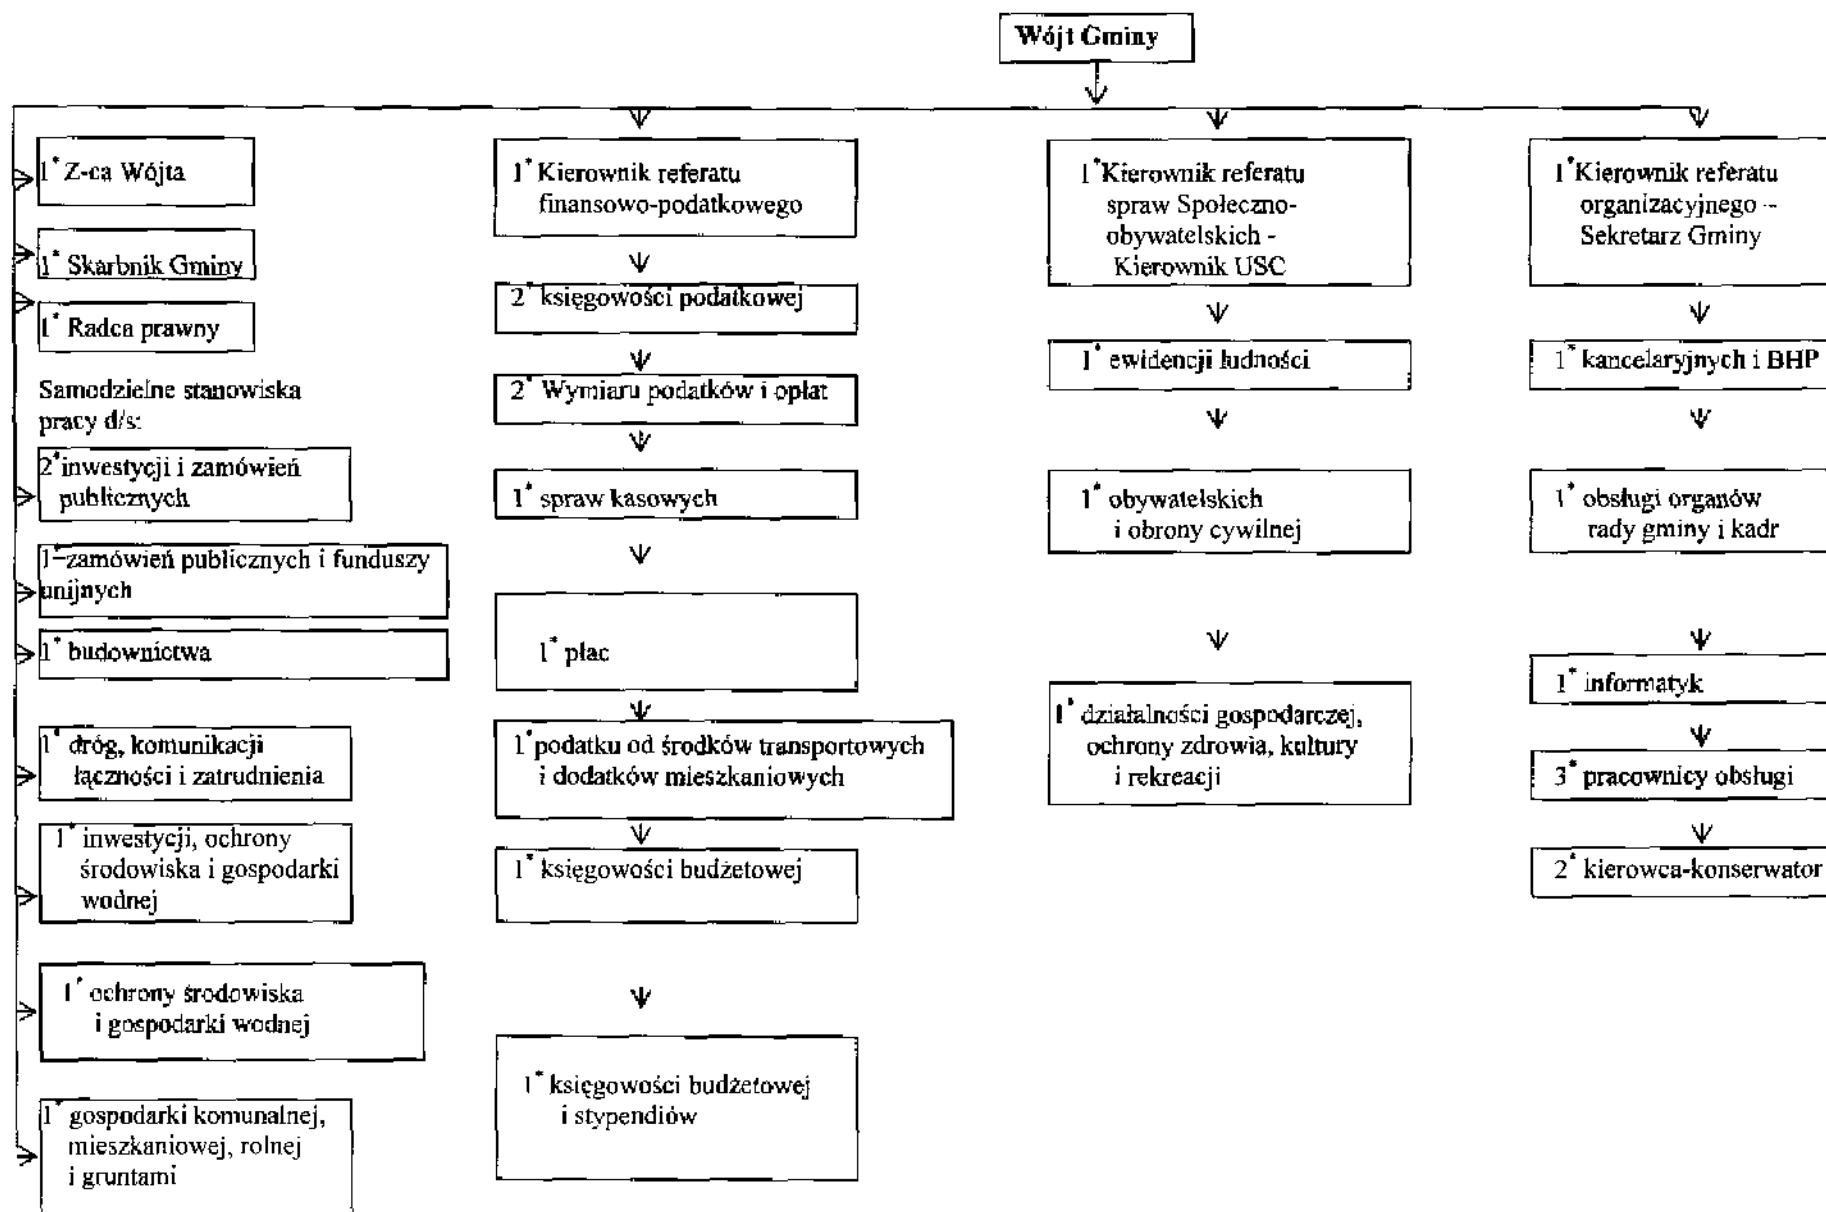 Wójt Gminy
1* Z-ca Wójta
1* Skarbnik Gminy
1* Radca prawny
Samodzielne stanowiska
pracy d/s:
2* inwestycji i zamówień
publicznych
1*zamówień publicznych i funduszy
unijnych
1* budownictwa
1* dróg, komunikacji
łączności i zatrudnienia
1* inwestycji, ochrony
środowiska i gospodarki
wodnej
1* ochrony środowiska
i gospodarki wodnej
1* gospodarki komunalnej,
mieszkaniowej, rolnej
i gruntami
1* Kierownik referatu
finansowo-podatkowego
2* księgowości podatkowej
2* Wymiaru podatków i opłat
1* spraw kasowych
1* płac
1* podatku od środków transportowych
i dodatków mieszkaniowych
1* księgowości budżetowej
1* księgowości budżetowej
i stypendiów
1* Kierownik referatu
spraw Społeczno-
obywatelskich -
Kierownik USC
1* ewidencji ludności
1* obywatelskich
i obrony cywilnej
1* działalności gospodarczej,
ochrony zdrowia, kultury
i rekreacji
1* Kierownik referatu
organizacyjnego –
Sekretarz Gminy
1* kancelaryjnych i BHP
1* obsługi organów
rady gminy i kadr
1* informatyk
3* pracownicy obsługi
2* kierowca-konserwator